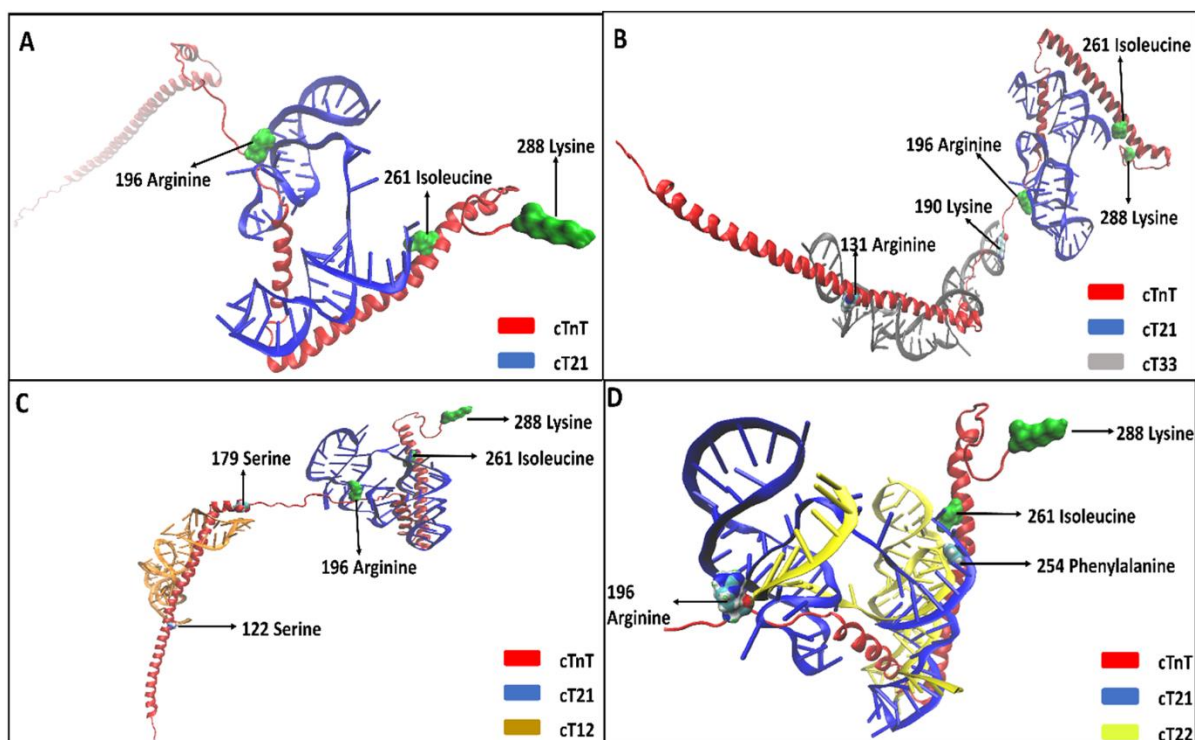 A
196 Arginine
261 Isoleucine
288 Lysine
cTnT
cT21
B
261 Isoleucine
196 Arginine
190 Lysine
131 Arginine
288 Lysine
cTnT
cT21
cT33
C
288 Lysine
179 Serine
261 Isoleucine
196 Arginine
122 Serine
cTnT
cT21
cT12
D
288 Lysine
261 Isoleucine
254 Phenylalanine
196
Arginine
cTnT
cT21
cT22